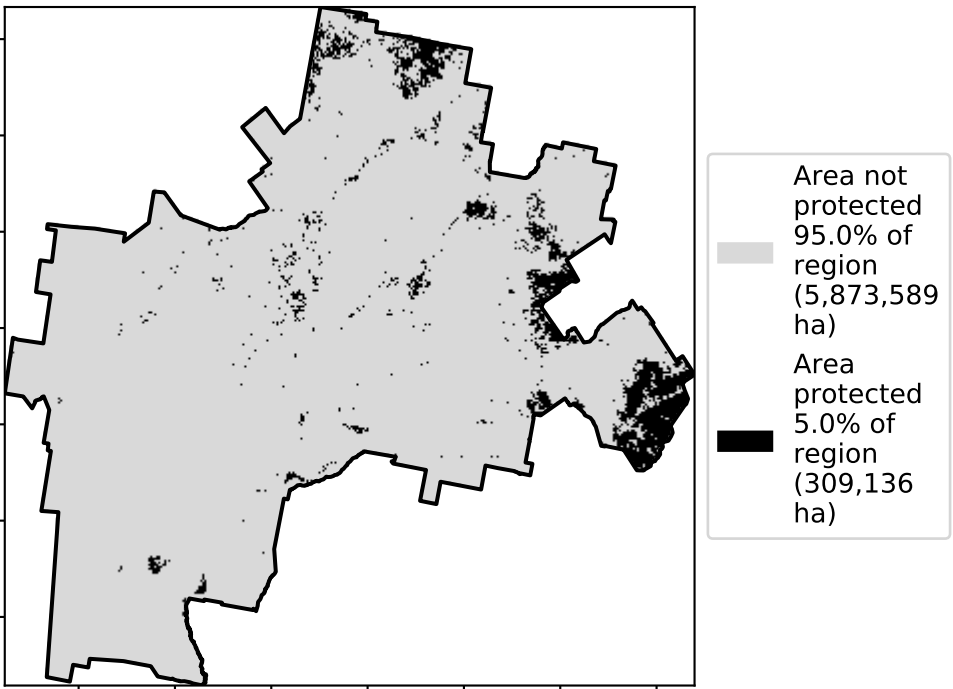 Area not
protected
95.0% of
region
(5,873,589
ha)
Area
protected
5.0% of
region
(309,136
ha)